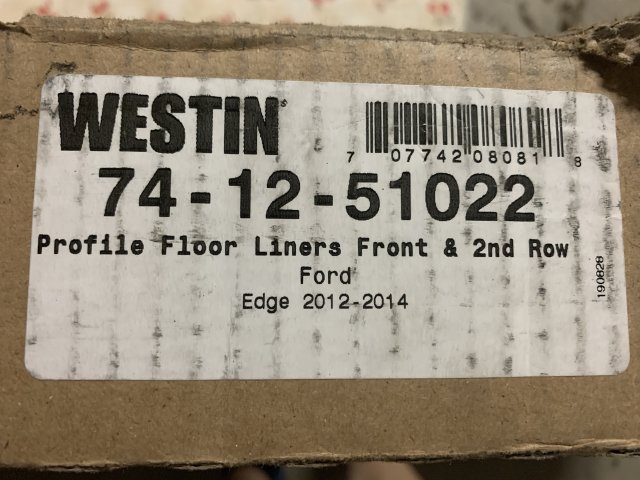 WESTiN
7 07742 08081 8
74-12-51022
Profile Floor Liners Front & 2nd Row
Ford
Edge 2012-2014
190828